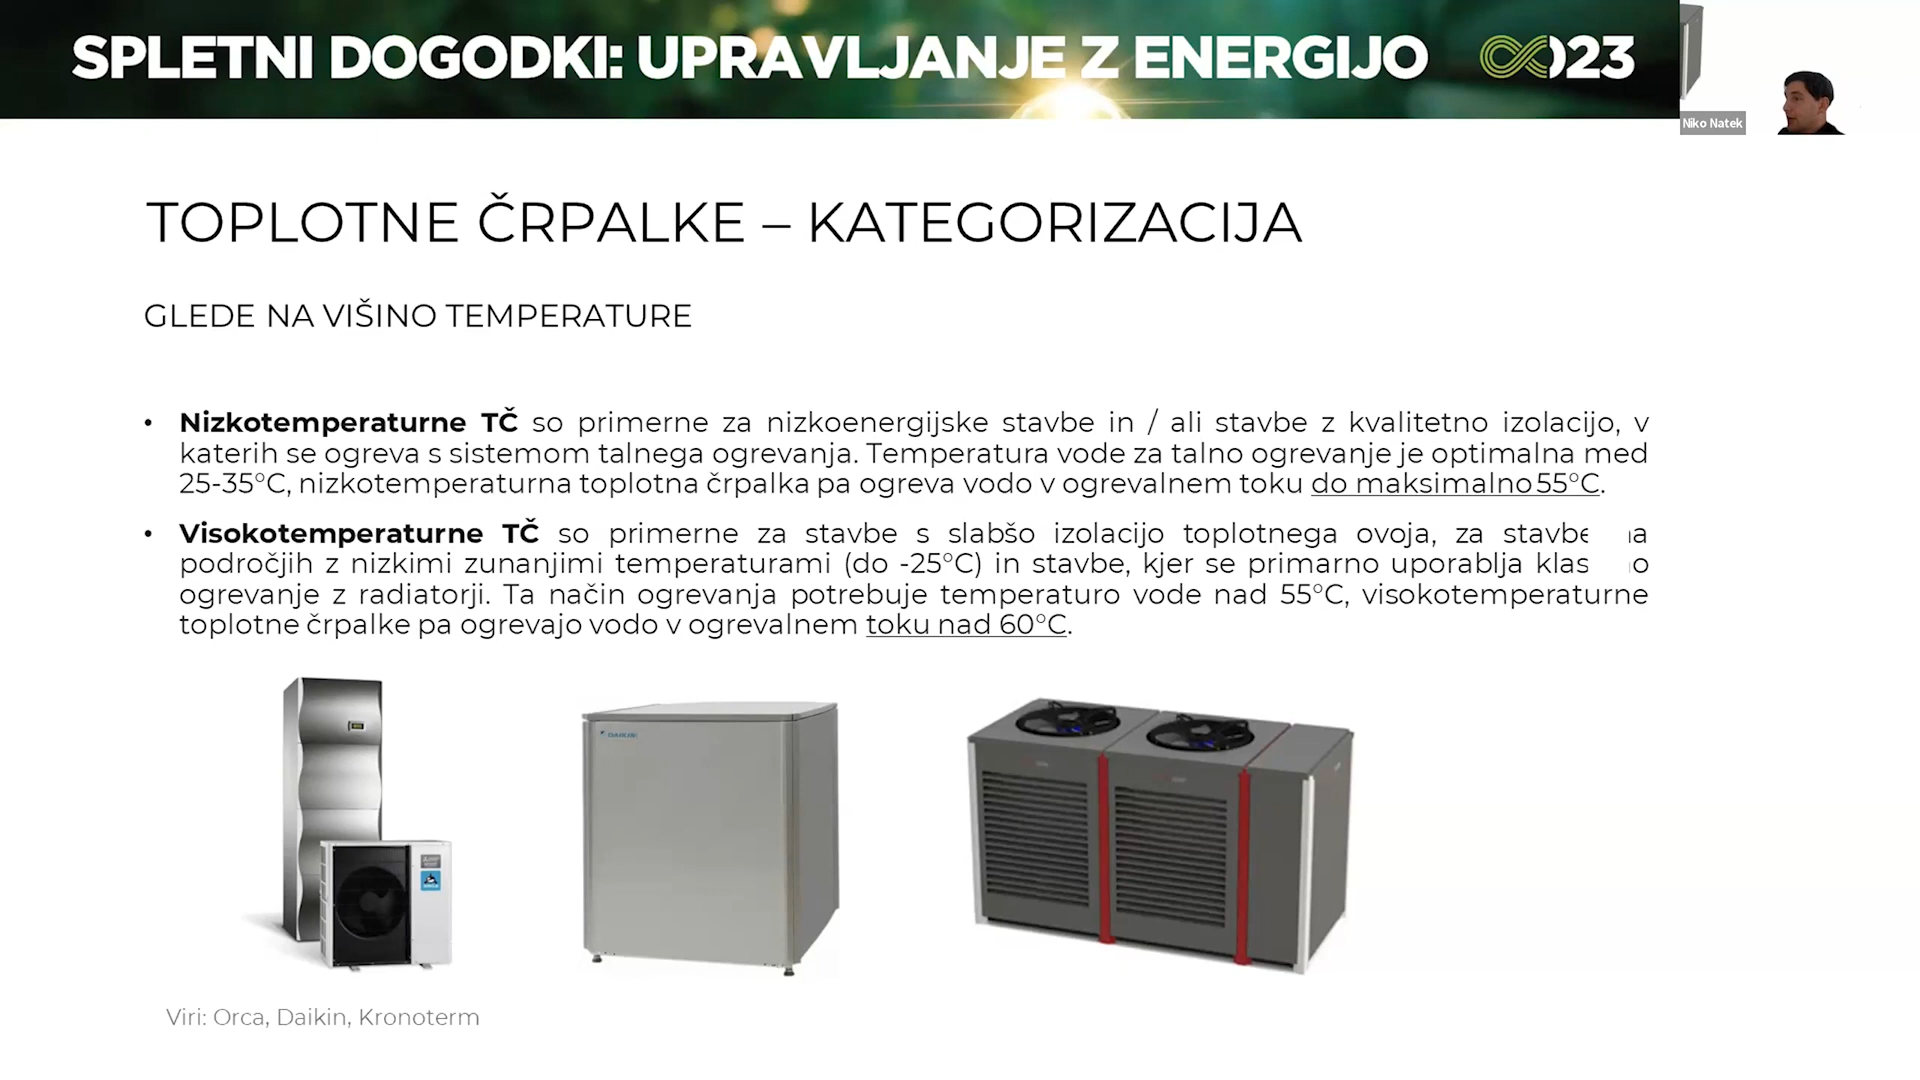 SPLETNI DOGODKI: UPRAVLJANJE Z ENERGIJO 23
Niko Natek
TOPLOTNE ČRPALKE – KATEGORIZACIJA
GLEDE NA VIŠINO TEMPERATURE
• Nizkotemperaturne TČ so primerne za nizkoenergijske stavbe in / ali stavbe z kvalitetno izolacijo, v
katerih se ogreva s sistemom talnega ogrevanja. Temperatura vode za talno ogrevanje je optimalna med
25-35°C, nizkotemperaturna toplotna črpalka pa ogreva vodo v ogrevalnem toku do maksimalno 55°C.
• Visokotemperaturne TČ so primerne za stavbe s slabšo izolacijo toplotnega ovoja, za stavbe
področjih z nizkimi zunanjimi temperaturami (do -25°C) in stavbe, kjer se primarno uporablja
ogrevanje z radiatorji. Ta način ogrevanja potrebuje temperaturo vode nad 55°C, visokotemperaturne
toplotne črpalke pa ogrevajo vodo v ogrevalnem toku nad 60°C.
DAIKIN
Viri: Orca, Daikin, Kronoterm